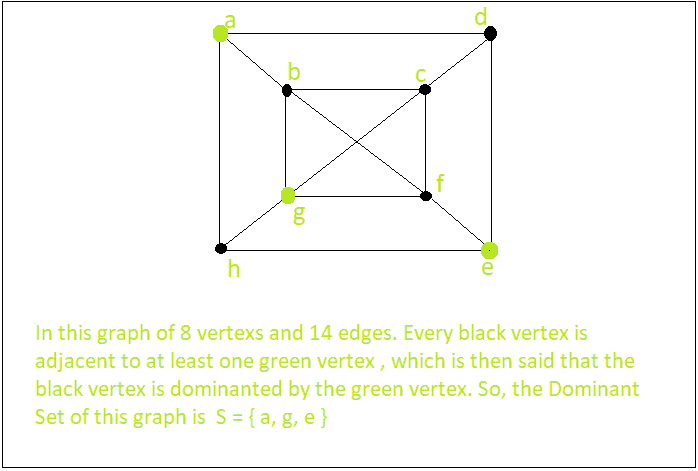 a
d
b
c
f
g
h
e
In this graph of 8 vertexs and 14 edges. Every black vertex is
adjacent to at least one green vertex , which is then said that the
black vertex is dominanted by the green vertex. So, the Dominant
Set of this graph is S = { a, g, e }